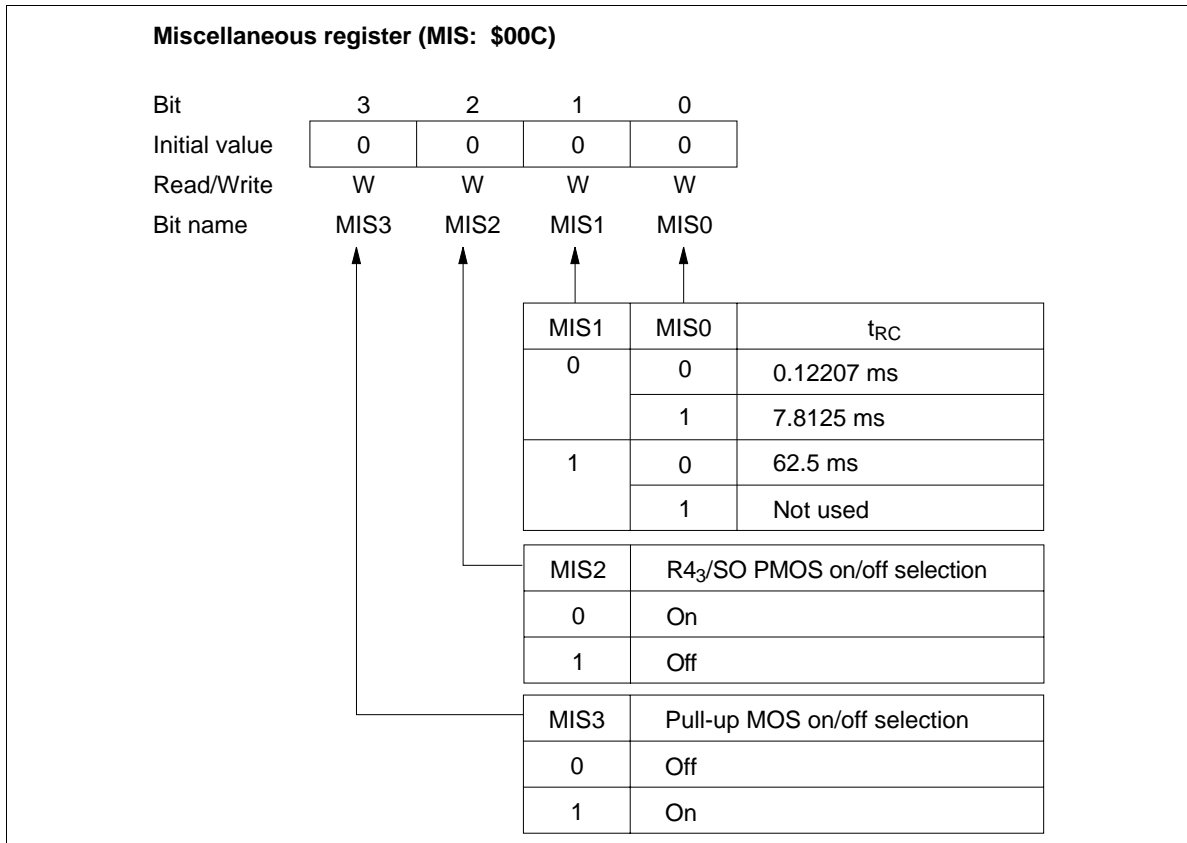 Miscellaneous register (MIS: $00C)
Bit 3 2 1 0
Initial value 0 0 0 0
Read/Write W W W W
Bit name MIS3 MIS2 MIS1 MIS0
MIS1 MIS0 tRC
0 0 0.12207 ms
1 7.8125 ms
1 0 62.5 ms
1 Not used
MIS2 R43/SO PMOS on/off selection
0 On
1 Off
MIS3 Pull-up MOS on/off selection
0 Off
1 On